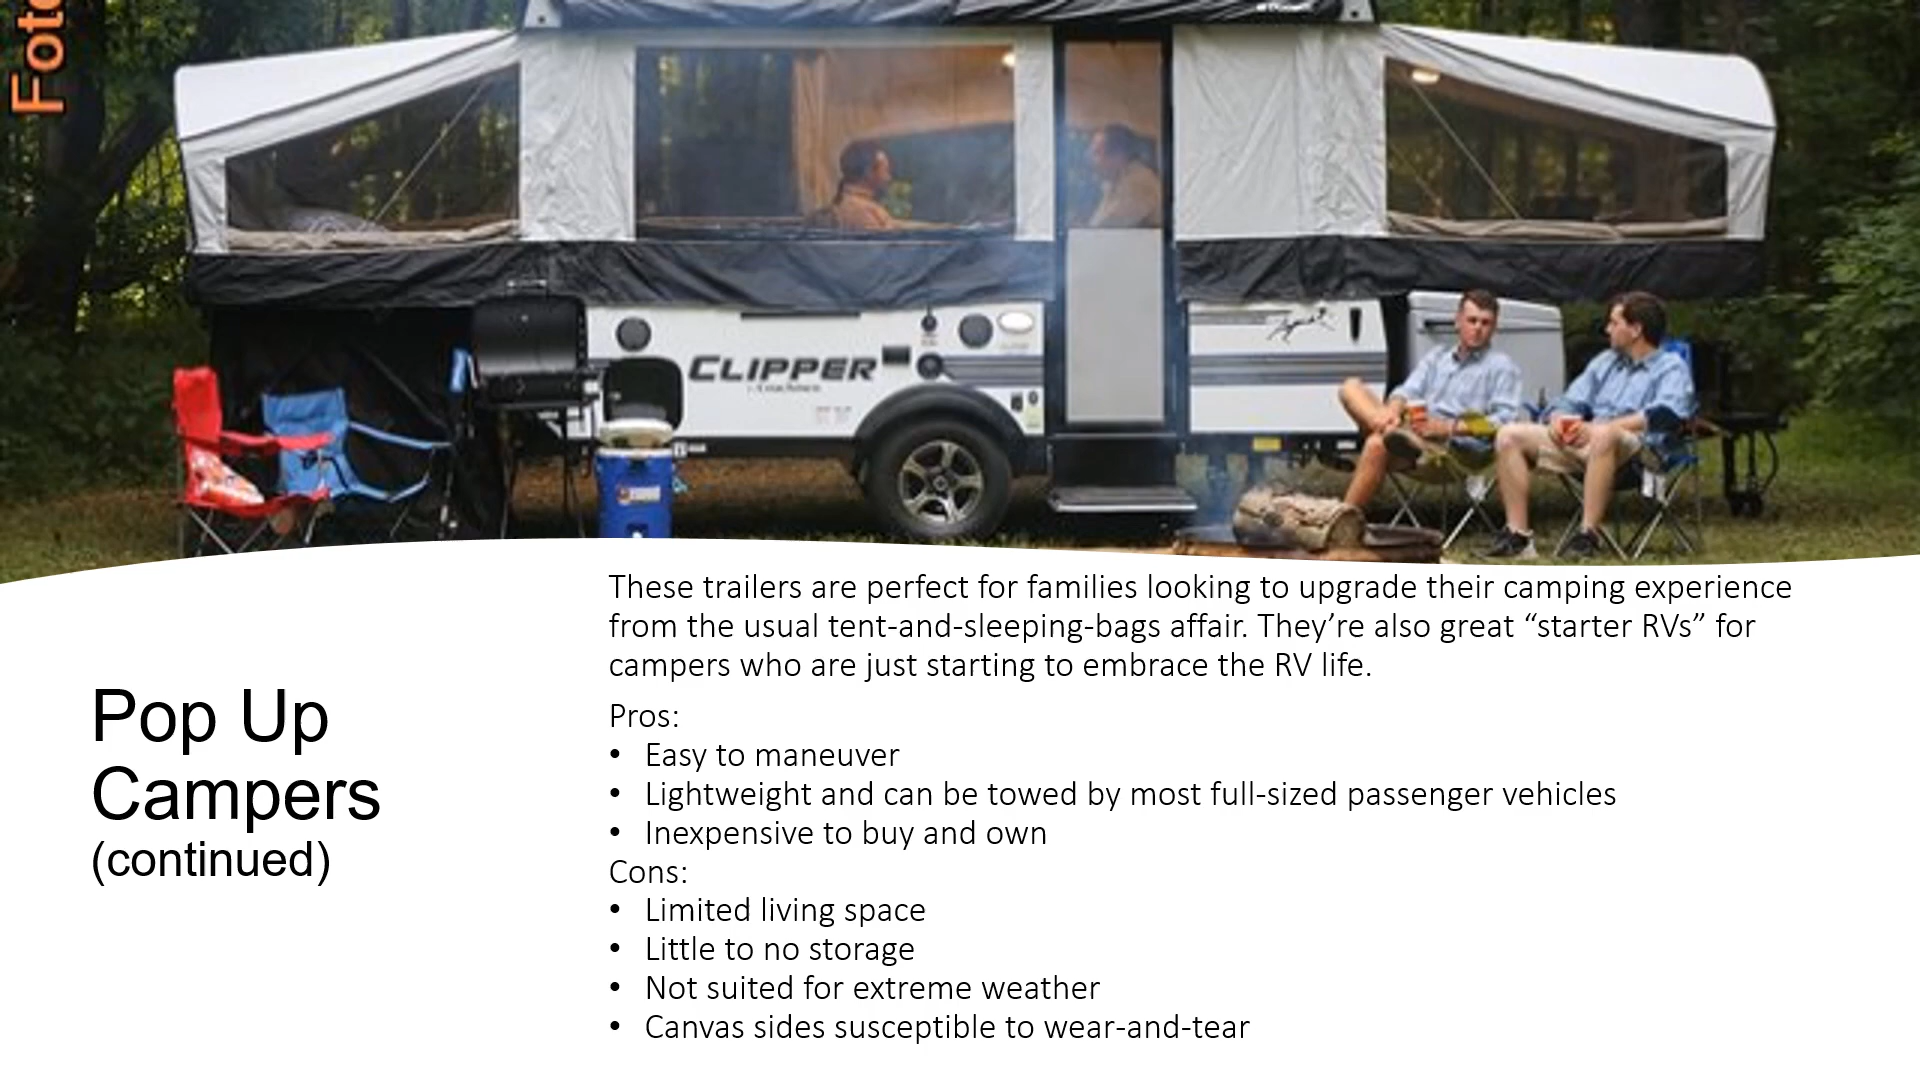 Foto
CLIPPER
These trailers are perfect for families looking to upgrade their camping experience
from the usual tent-and-sleeping-bags affair. They’re also great “starter RVs” for
campers who are just starting to embrace the RV life.
Pop Up
Campers
(continued)
Pros:
• Easy to maneuver
• Lightweight and can be towed by most full-sized passenger vehicles
• Inexpensive to buy and own
Cons:
• Limited living space
• Little to no storage
• Not suited for extreme weather
• Canvas sides susceptible to wear-and-tear